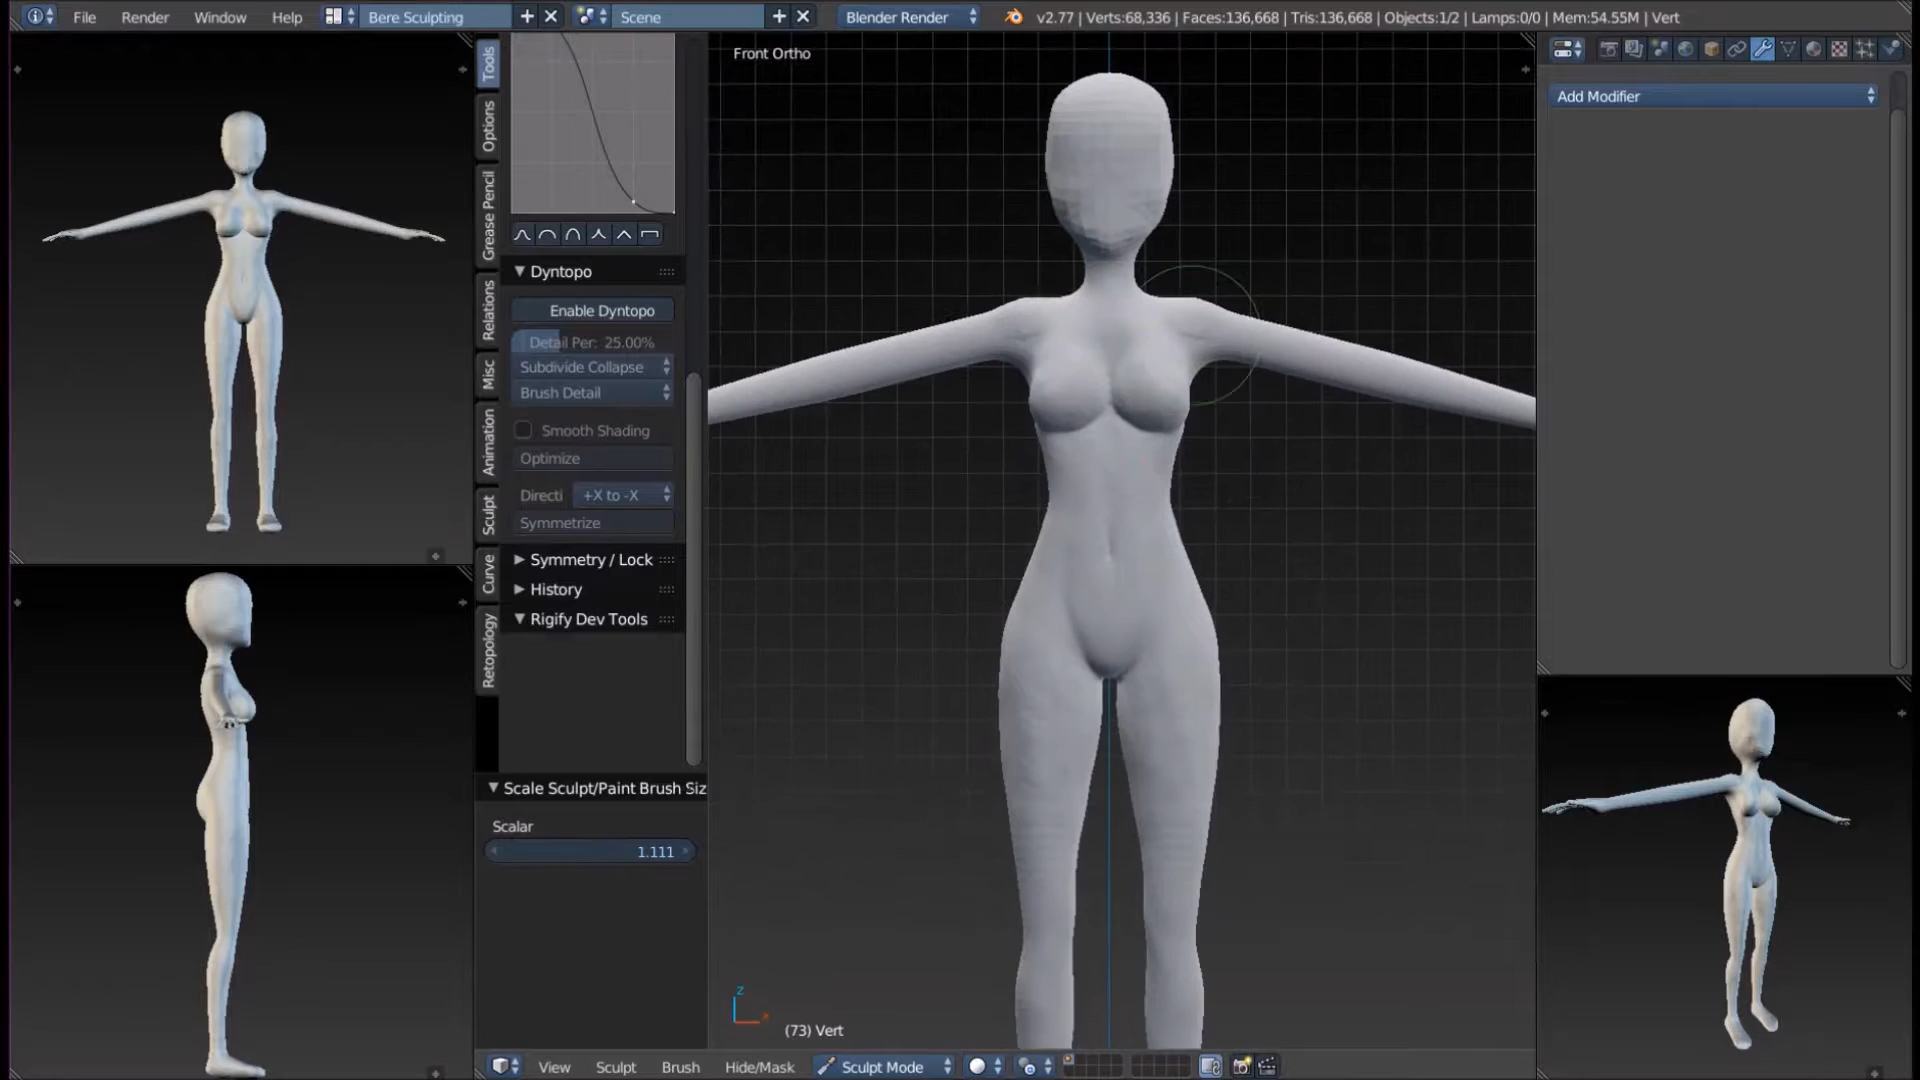 File Render Window Help Bere Sculpting Scene Blender Render v2.77 | Verts:68,336 | Faces:136,668 | Tris:136,668 | Objects:1/2 | Lamps:0/0 | Mem:54.55M | Vert
Tools
Options
Grease Pencil
Relations
Misc
Animation
Sculpt
Curve
Retopology
Dyntopo
Enable Dyntopo
Detail Per: 25.00%
Subdivide Collapse
Brush Detail
Smooth Shading
Optimize
Directi +X to -X
Symmetrize
Symmetry / Lock
History
Rigify Dev Tools
Scale Sculpt/Paint Brush Siz
Scalar
1.111
Front Ortho
z
x
(73) Vert
View Sculpt Brush Hide/Mask Sculpt Mode
Add Modifier